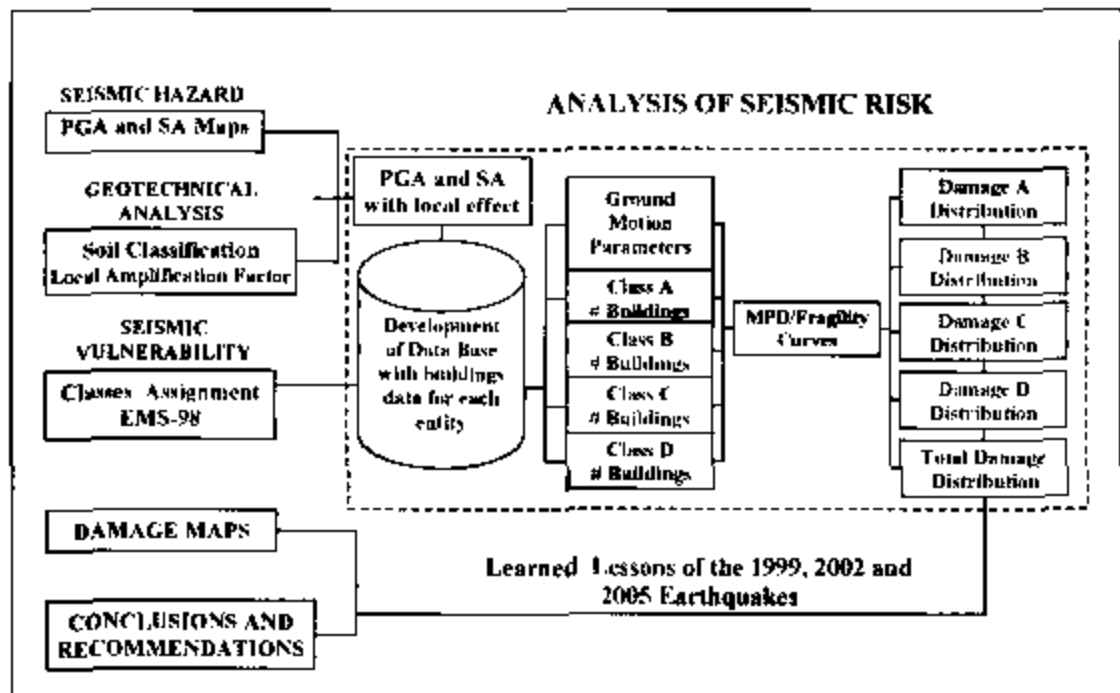 SEISMIC HAZARD
PGA and SA Maps
GEOTECHNICAL
ANALYSIS
Soil Classification
Local Amplification Factor
SEISMIC
VULNERABILITY
Classes Assignment
EMS-98
ANALYSIS OF SEISMIC RISK
PGA and SA
with local effect
Development
of Data Base
with buildings
data for each
entity
Ground
Motion
Parameters
Class A
# Buildings
Class B
# Buildings
Class C
# Buildings
Class D
# Buildings
MPD/Fragility
Curves
Damage A
Distribution
Damage B
Distribution
Damage C
Distribution
Damage D
Distribution
Total Damage
Distribution
DAMAGE MAPS
CONCLUSIONS AND
RECOMMENDATIONS
Learned Lessons of the 1999, 2002 and
2005 Earthquakes